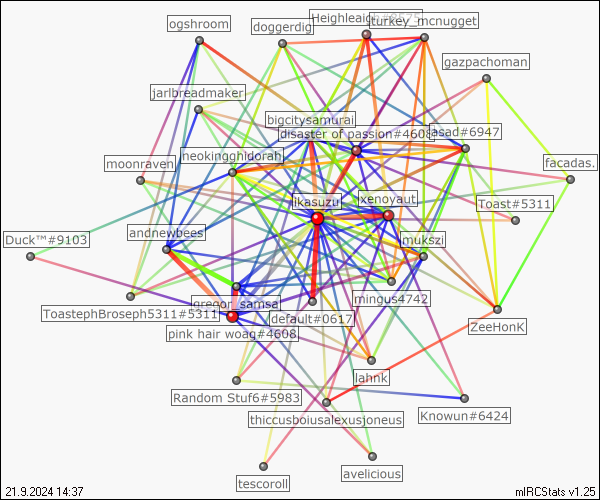 ogshroom
doggerdig
turkey_mcnugget
gazpachoman
jarlbreadmaker
bigcitysamurai
disaster of passion#4608
asad#6947
neokingghidorah
moonraven
facadas.
likasuzu
xenoyaut
Toast#5311
Duck™#9103
andnewbees
mukszi
gregor_samsa
mingus4742
ToastephBroseph5311#5311
default#0617
ZeeHonK
pink hair woag#4608
lahnk
Random Stuf6#5983
thiccusboiusalexusjoneus
Knowun#6424
avelicious
tescoroll
21.9.2024 14:37
mIRCStats v1.25